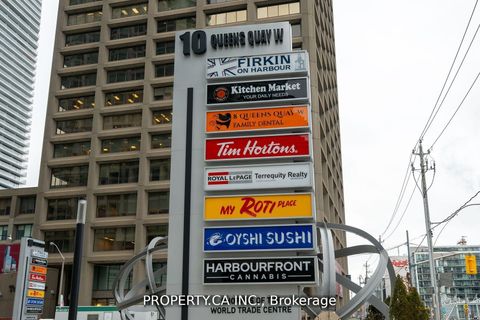 10 QUEENS QUAY W
FIRKIN
ON HARBOUR
Kitchen Market
YOUR DAILY NEEDS
8 QUEENS QUAY W
FAMILY DENTAL
Tim Hortons
ROYAL LEPAGE
Terrequity Realty
MY ROTI PLACE
OYSHI SUSHI
HARBOURFRONT
CANNABIS
PROPERTY.CA INC., Brokerage
WORLD TRADE CENTRE